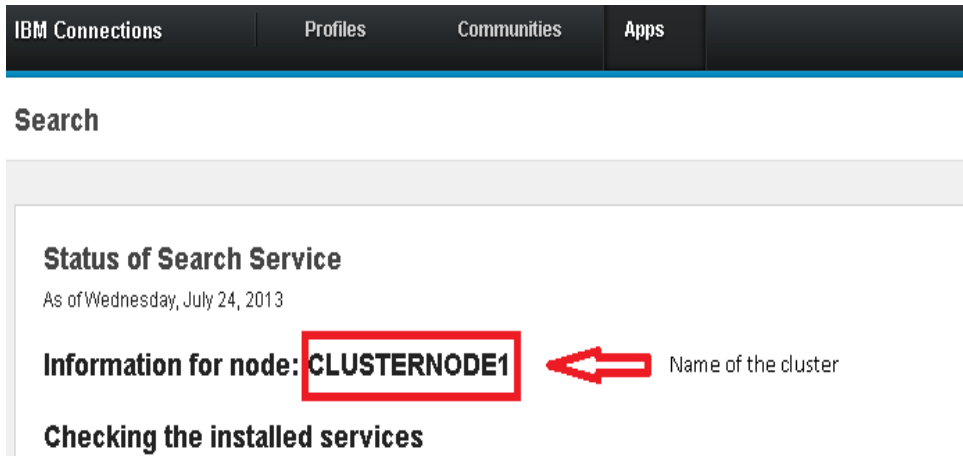 IBM Connections Profiles Communities Apps
Search
Status of Search Service
As of Wednesday, July 24, 2013
Information for node: CLUSTERNODE1 Name of the cluster
Checking the installed services